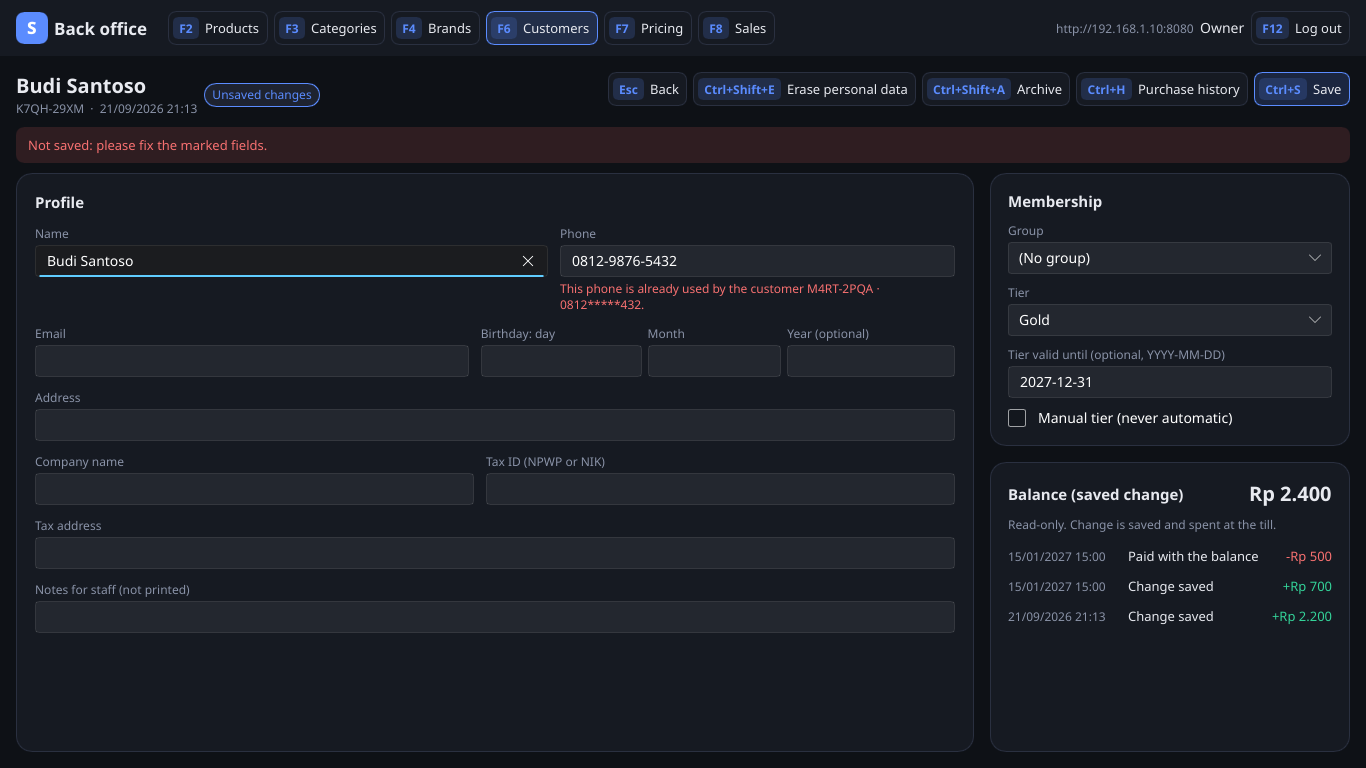 S Back office F2 Products F3 Categories F4 Brands F6 Customers F7 Pricing F8 Sales http://192.168.1.10:8080 Owner F12 Log out
Budi Santoso
K7QH-29XM · 21/09/2026 21:13
Unsaved changes
Esc Back Ctrl+Shift+E Erase personal data Ctrl+Shift+A Archive Ctrl+H Purchase history Ctrl+S Save
Not saved: please fix the marked fields.
Profile
Name
Budi Santoso
Phone
0812-9876-5432
This phone is already used by the customer M4RT-2PQA ·
0812*****432.
Email
Birthday: day
Month
Year (optional)
Address
Company name
Tax ID (NPWP or NIK)
Tax address
Notes for staff (not printed)
Membership
Group
(No group)
Tier
Gold
Tier valid until (optional, YYYY-MM-DD)
2027-12-31
Manual tier (never automatic)
Balance (saved change) Rp 2.400
Read-only. Change is saved and spent at the till.
15/01/2027 15:00 Paid with the balance -Rp 500
15/01/2027 15:00 Change saved +Rp 700
21/09/2026 21:13 Change saved +Rp 2.200